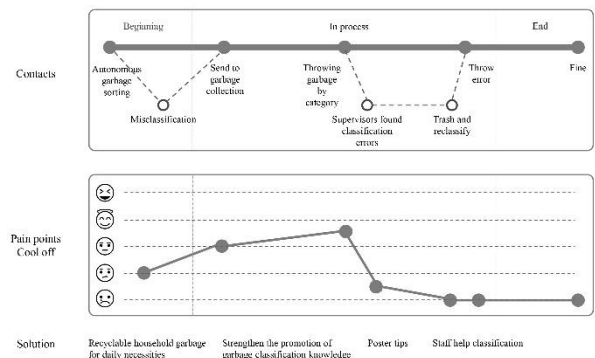 Beginning
In process
End
Contacts
Autonomous
garbage
sorting
Send to
garbage
collection
Throwing
garbage
by
category
Throw
error
Fine
Misclassification
Supervisors found
classification
errors
Trash and
reclassify
Pain points
Cool off
Solution
Recyclable household garbage
for daily necessities
Strengthen the promotion of
garbage classification knowledge
Poster tips
Staff help classification